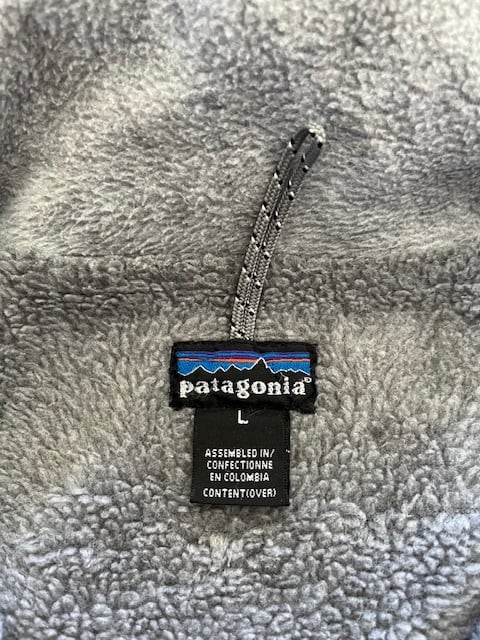 patagonia®
L
ASSEMBLED IN/
CONFECTIONNE
EN COLOMBIA
CONTENT(OVER)